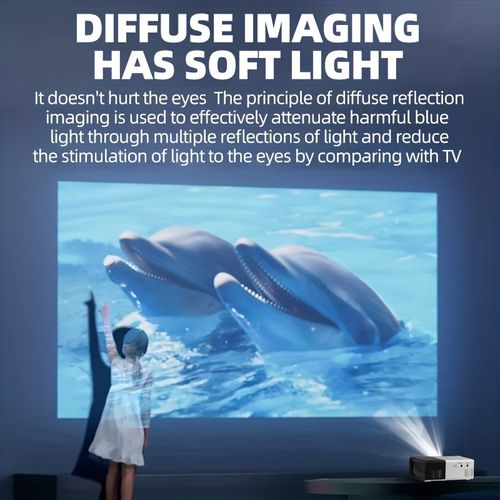 DIFFUSE IMAGING
HAS SOFT LIGHT
It doesn't hurt the eyes The principle of diffuse reflection
imaging is used to effectively attenuate harmful blue
light through multiple reflections of light and reduce
the stimulation of light to the eyes by comparing with TV